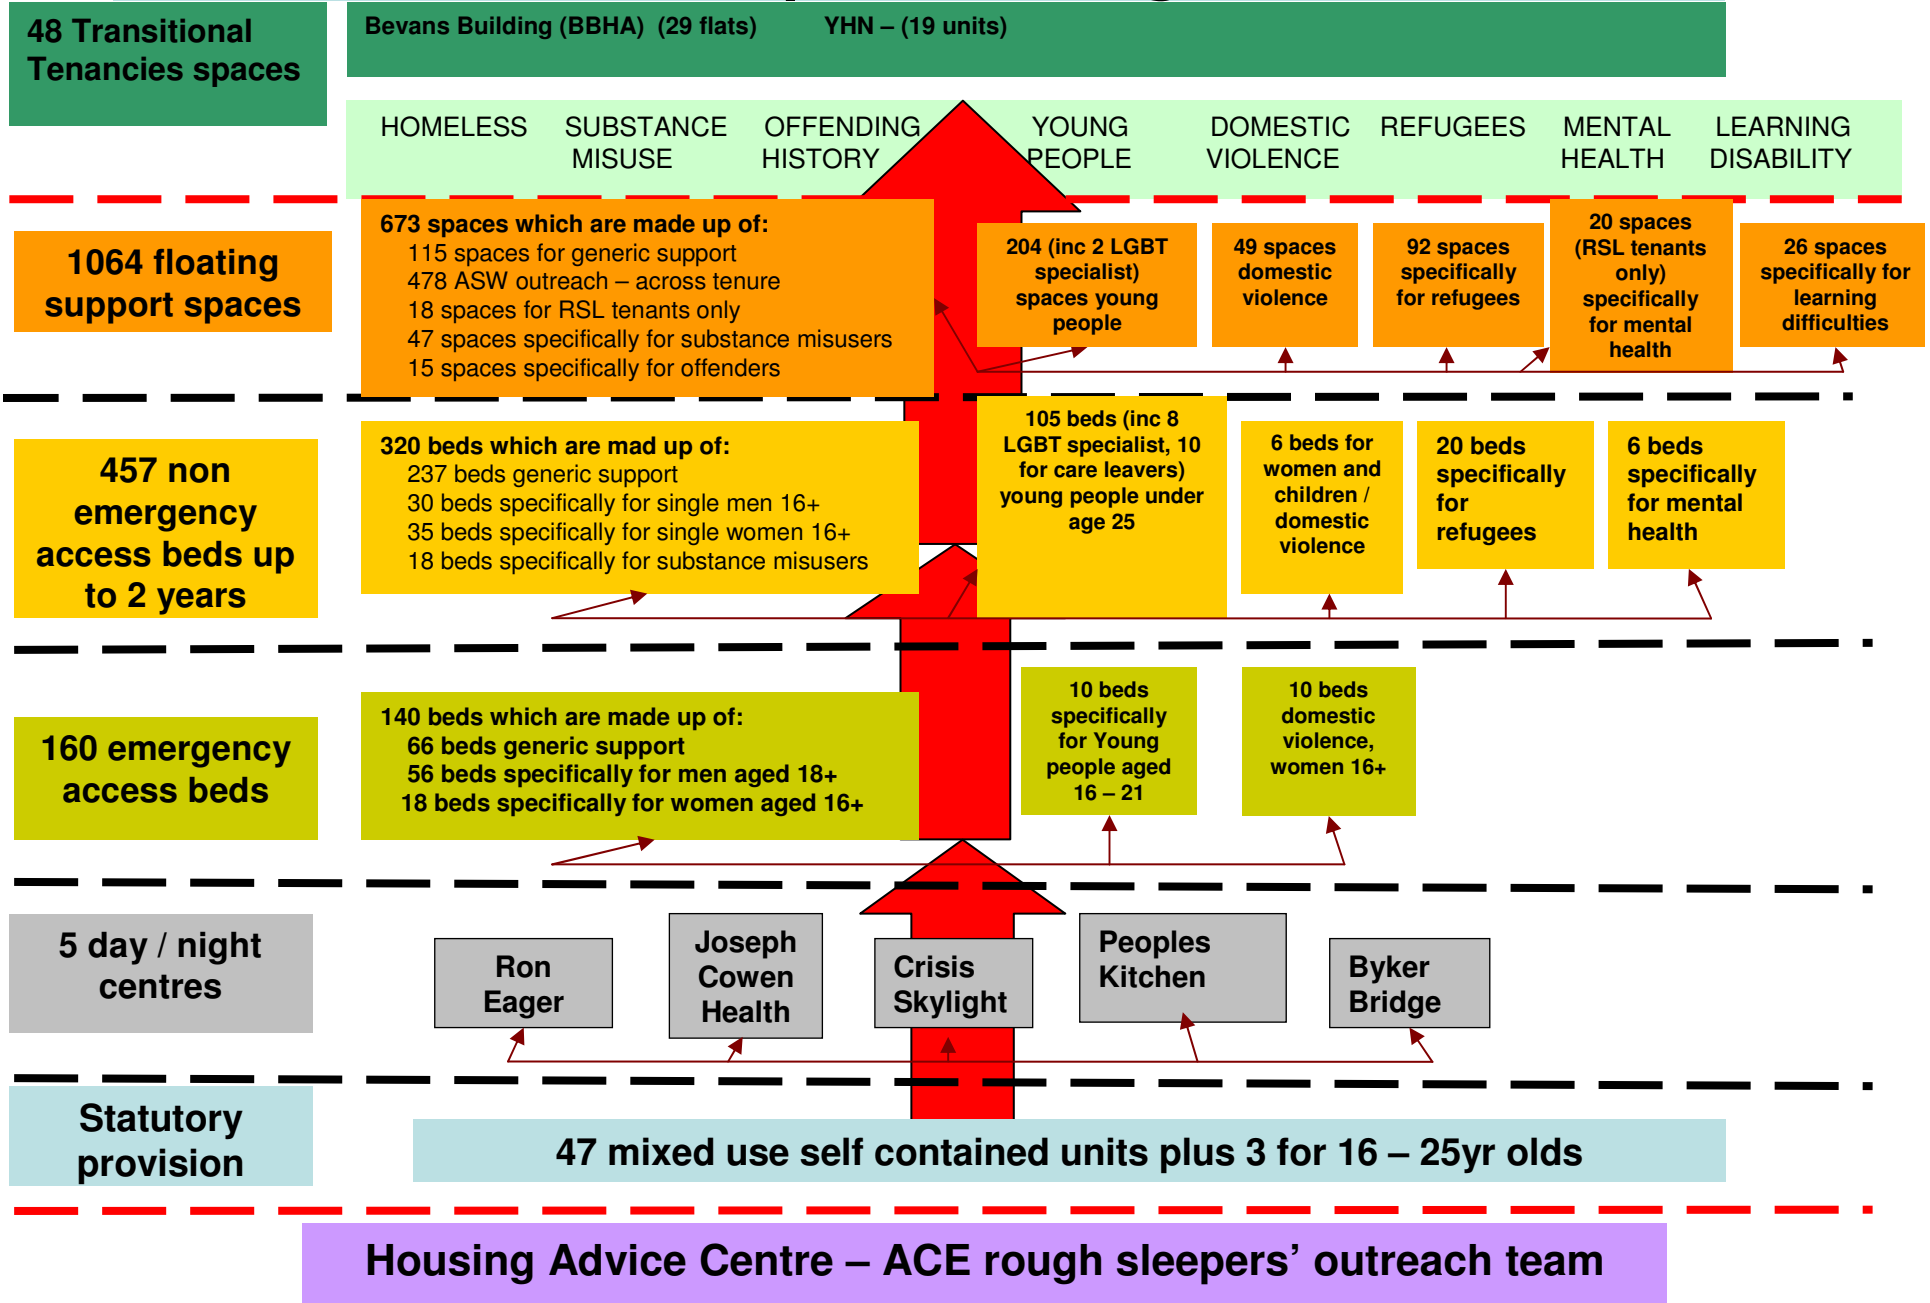 48 Transitional
Tenancies spaces
Bevans Building (BBHA) (29 flats) YHN – (19 units)
HOMELESS
SUBSTANCE
MISUSE
OFFENDING
HISTORY
YOUNG
PEOPLE
DOMESTIC
VIOLENCE
REFUGEES
MENTAL
HEALTH
LEARNING
DISABILITY
1064 floating
support spaces
673 spaces which are made up of:
115 spaces for generic support
478 ASW outreach – across tenure
18 spaces for RSL tenants only
47 spaces specifically for substance misusers
15 spaces specifically for offenders
204 (inc 2 LGBT
specialist)
spaces young
people
49 spaces
domestic
violence
92 spaces
specifically
for refugees
20 spaces
(RSL tenants
only)
specifically
for mental
health
26 spaces
specifically for
learning
difficulties
457 non
emergency
access beds up
to 2 years
320 beds which are mad up of:
237 beds generic support
30 beds specifically for single men 16+
35 beds specifically for single women 16+
18 beds specifically for substance misusers
105 beds (inc 8
LGBT specialist, 10
for care leavers)
young people under
age 25
6 beds for
women and
children /
domestic
violence
20 beds
specifically
for
refugees
6 beds
specifically
for mental
health
160 emergency
access beds
140 beds which are made up of:
66 beds generic support
56 beds specifically for men aged 18+
18 beds specifically for women aged 16+
10 beds
specifically
for Young
people aged
16 – 21
10 beds
domestic
violence,
women 16+
5 day / night
centres
Ron
Eager
Joseph
Cowen
Health
Crisis
Skylight
Peoples
Kitchen
Byker
Bridge
Statutory
provision
47 mixed use self contained units plus 3 for 16 – 25yr olds
Housing Advice Centre – ACE rough sleepers’ outreach team